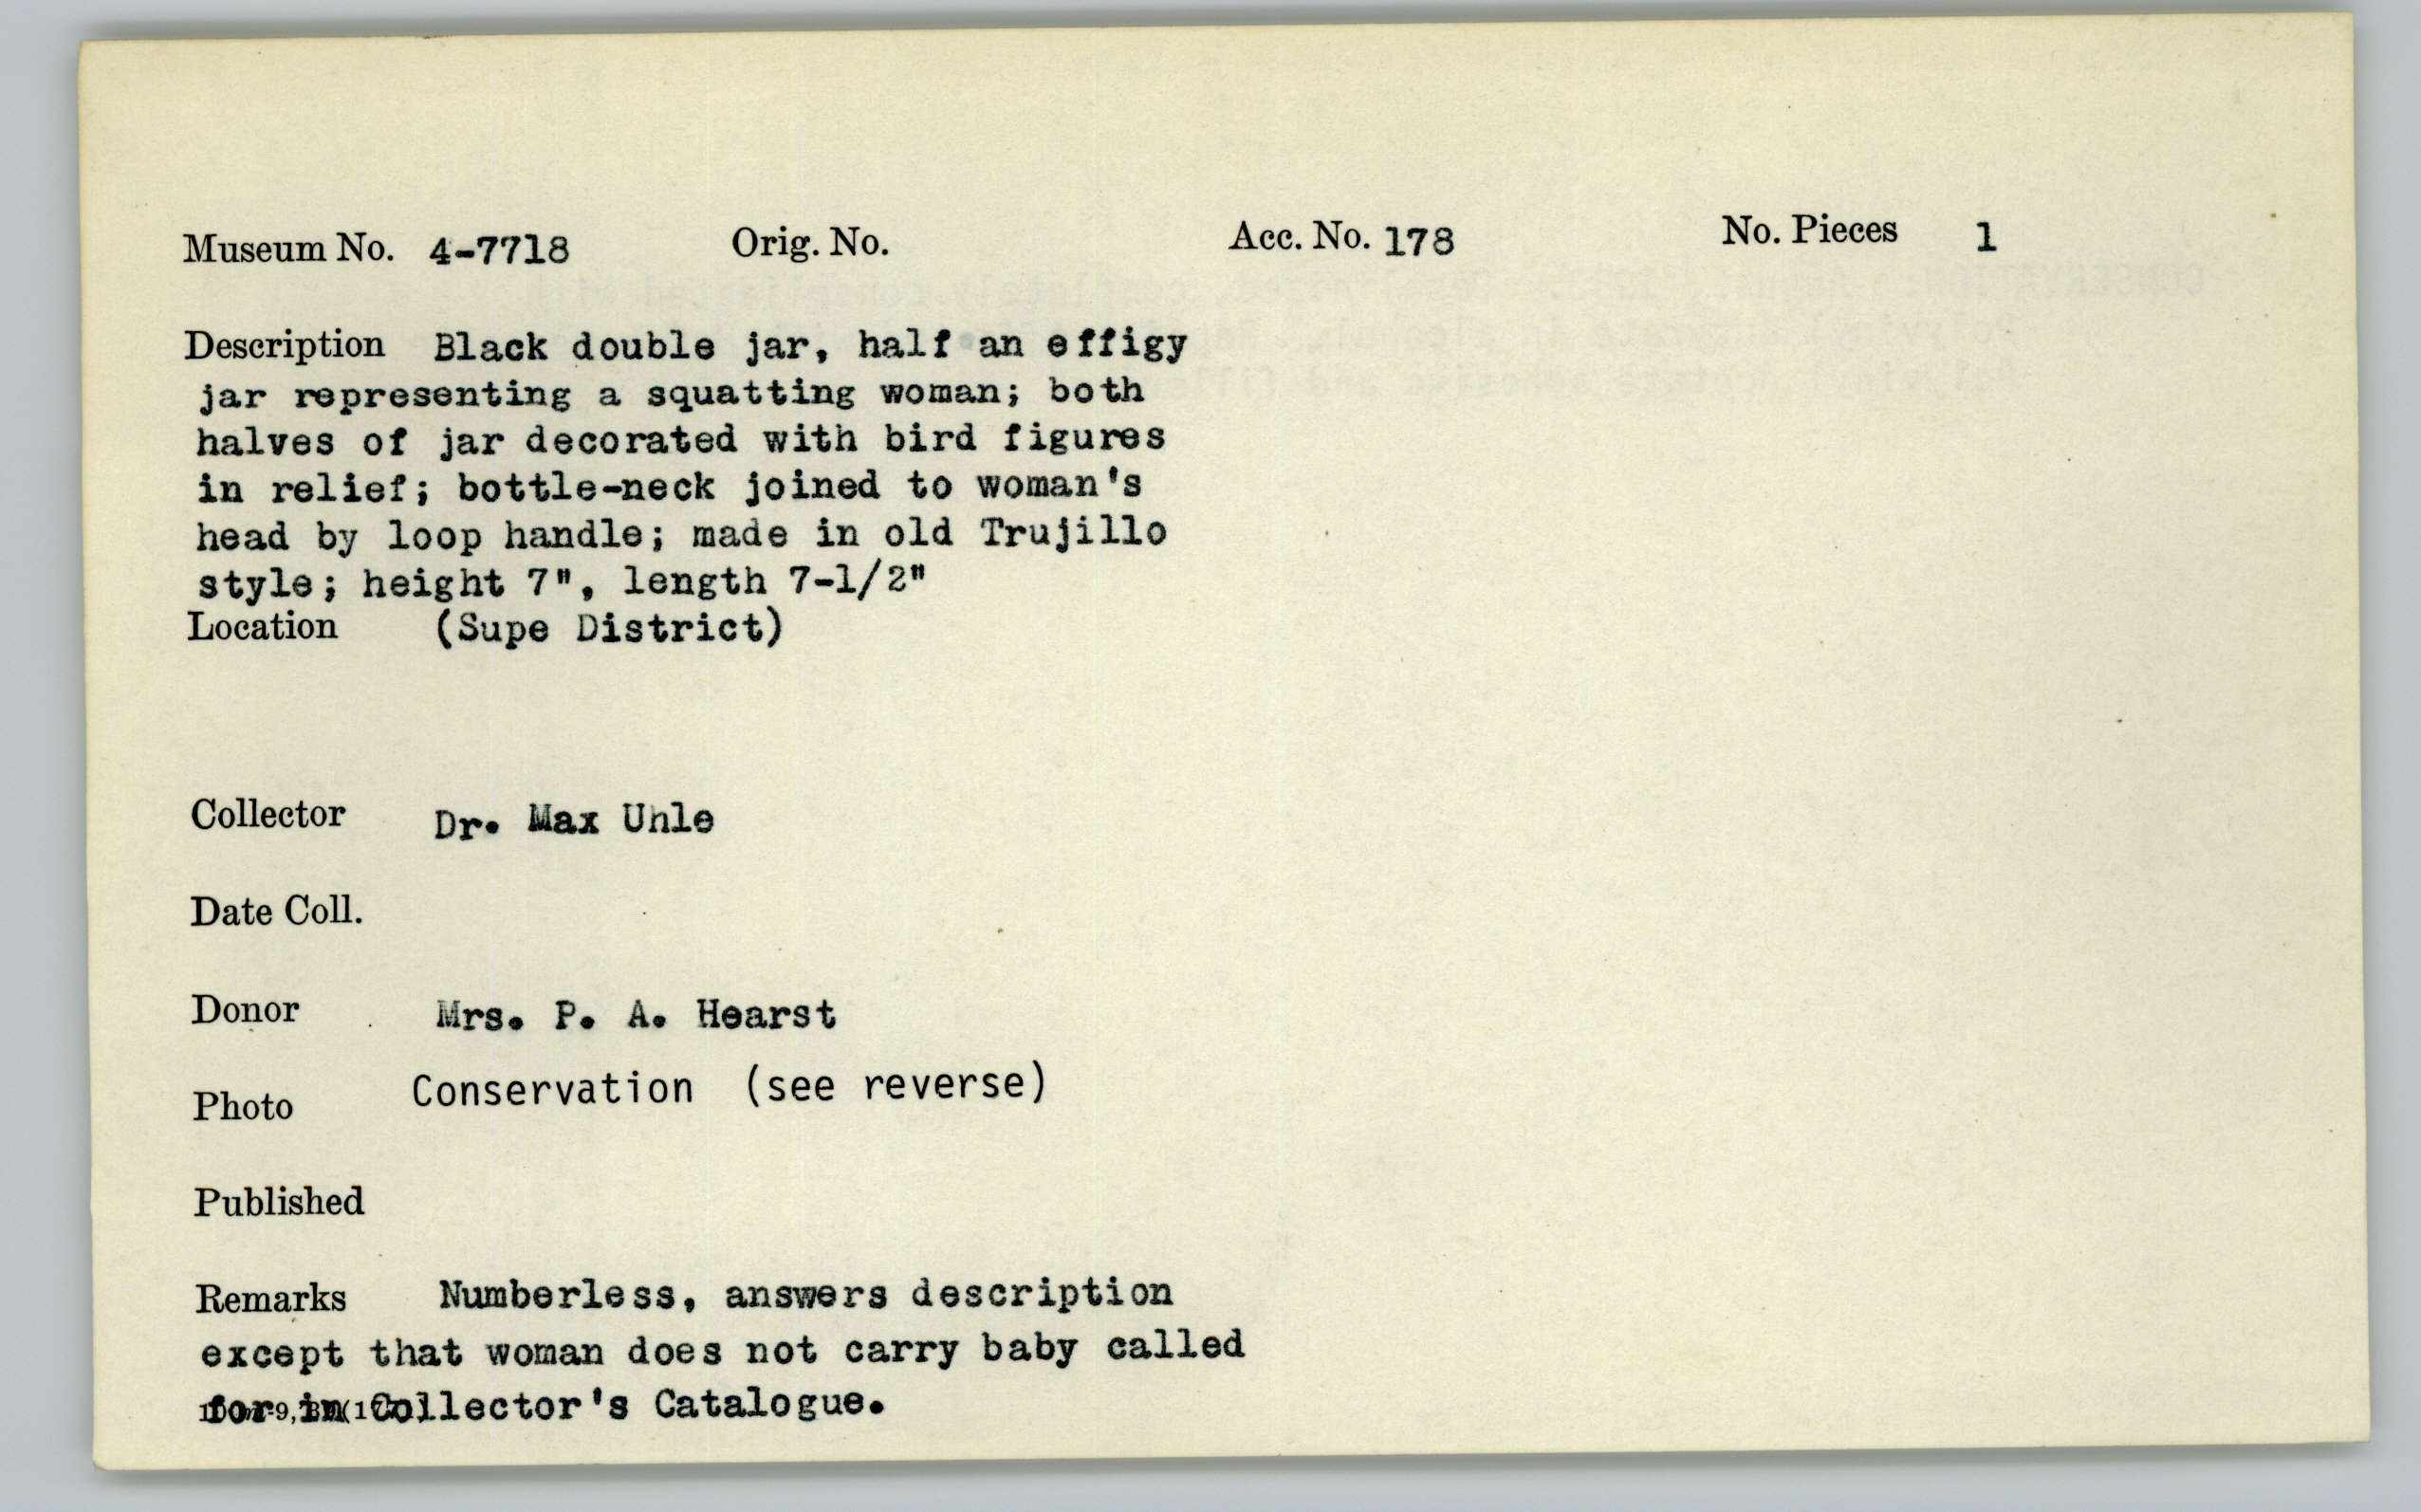 Museum No. 4-7718 Orig. No. Acc. No. 178 No. Pieces 1
Description Black double jar, half an effigy
jar representing a squatting woman; both
halves of jar decorated with bird figures
in relief; bottle-neck joined to woman's
head by loop handle; made in old Trujillo
style; height 7", length 7-1/2"
Location (Supe District)
Collector Dr. Max Uhle
Date Coll.
Donor Mrs. P. A. Hearst
Photo Conservation (see reverse)
Published
Remarks Numberless, answers description
except that woman does not carry baby called
for in Collector's Catalogue.